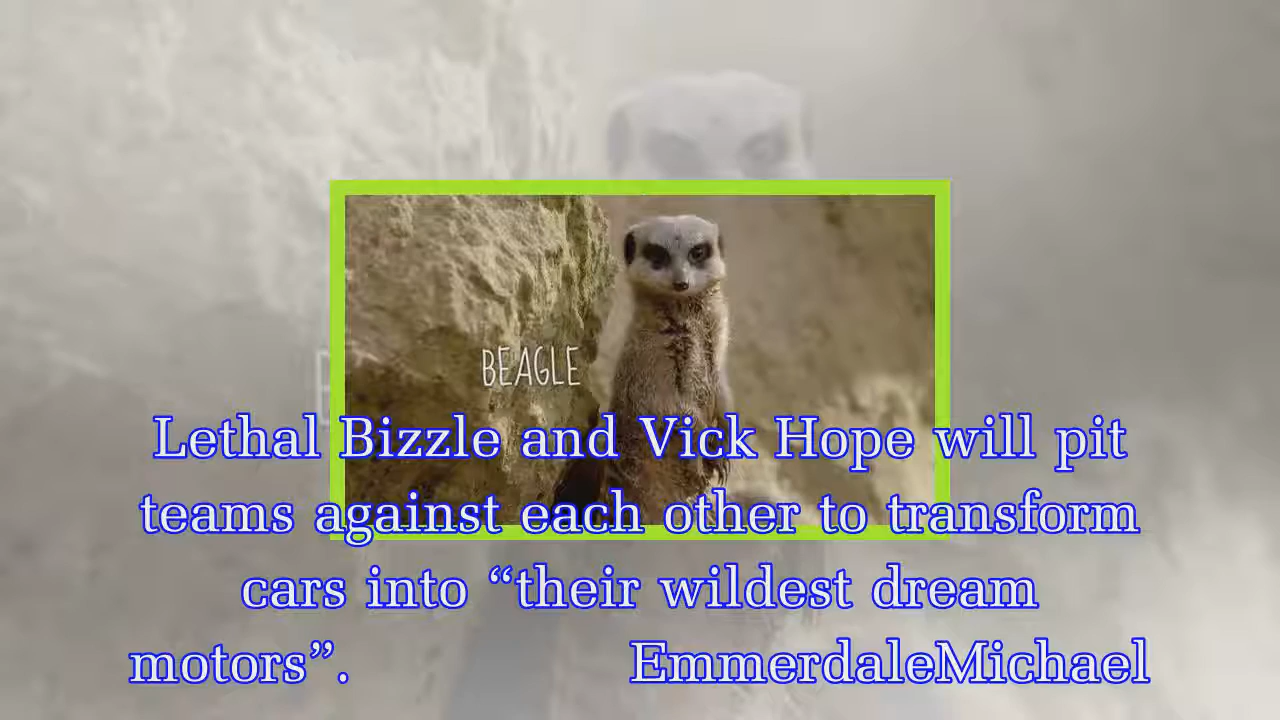 BEAGLE
Lethal Bizzle and Vick Hope will pit
teams against each other to transform
cars into “their wildest dream
motors”. EmmerdaleMichael